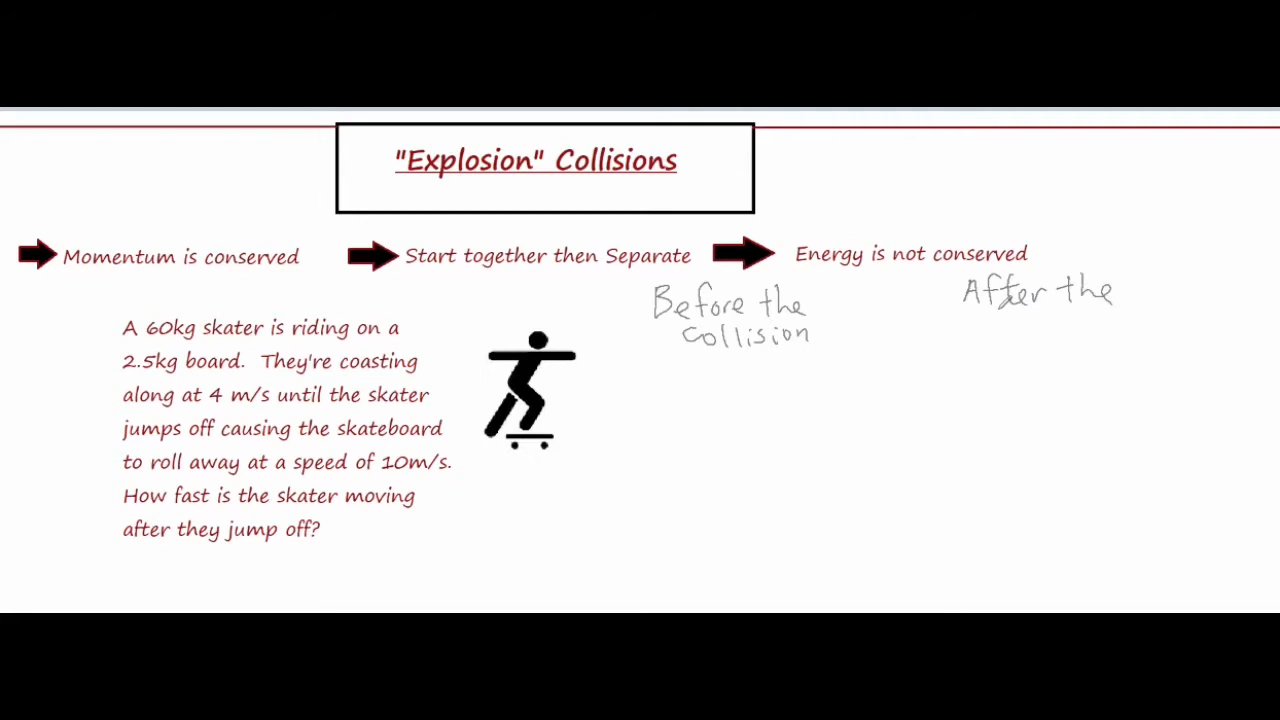 "Explosion" Collisions
Momentum is conserved
Start together then Separate
Energy is not conserved
Before the
collision
After the
A 60kg skater is riding on a
2.5kg board. They're coasting
along at 4 m/s until the skater
jumps off causing the skateboard
to roll away at a speed of 10m/s.
How fast is the skater moving
after they jump off?